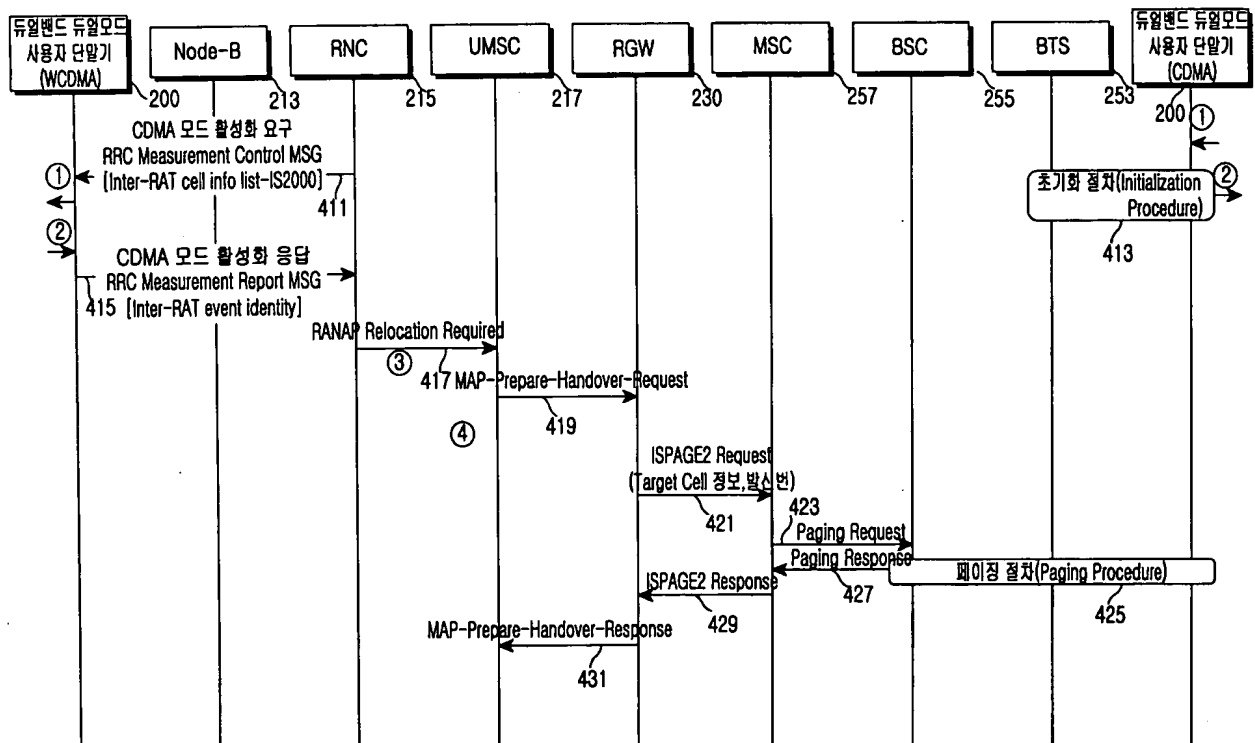 듀얼밴드 듀얼모드
사용자 단말기
(WCDMA)
Node-B
RNC
UMSC
RGW
MSC
BSC
BTS
듀얼밴드 듀얼모드
사용자 단말기
(CDMA)
200
213
215
217
230
257
255
253
200
CDMA 모드 활성화 요구
RRC Measurement Control MSG
[Inter-RAT cell info list-IS2000]
①
411
①
초기화 절차(Initialization
Procedure)
②
413
②
CDMA 모드 활성화 응답
RRC Measurement Report MSG
415 [Inter-RAT event identity]
RANAP Relocation Required
③
417 MAP-Prepare-Handover-Request
419
④
ISPAGE2 Request
(Target Cell 정보,발신번)
421
423
Paging Request
Paging Response
427
페이징 절차(Paging Procedure)
425
ISPAGE2 Response
429
MAP-Prepare-Handover-Response
431